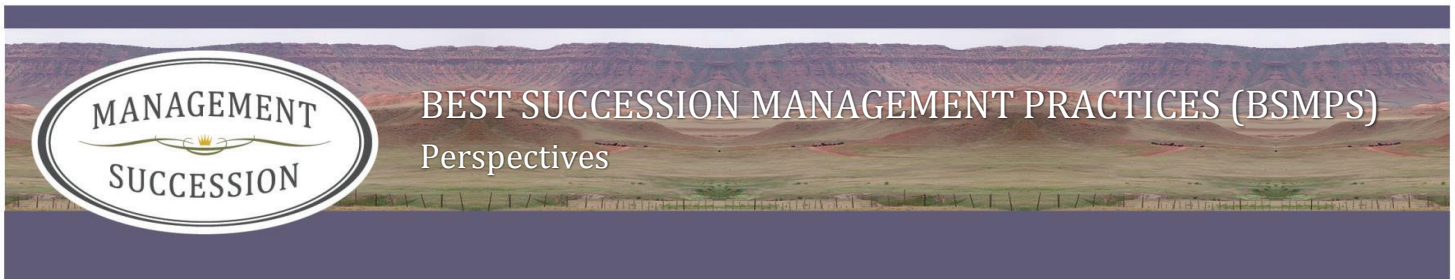 MANAGEMENT
SUCCESSION
BEST SUCCESSION MANAGEMENT PRACTICES (BSMPS)
Perspectives